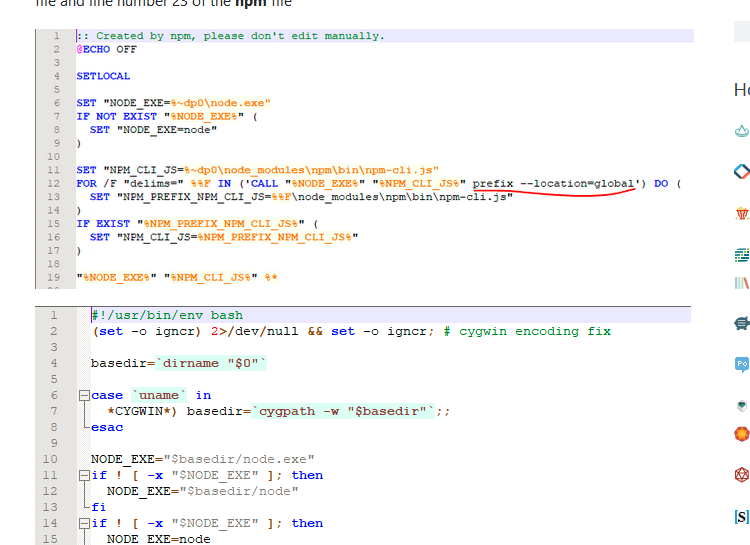 file and line number 23 of the npm file
1 :: Created by npm, please don't edit manually.
2 @ECHO OFF
3
4 SETLOCAL
5
6 SET "NODE_EXE=%~dp0\node.exe"
7 IF NOT EXIST "%NODE_EXE%" (
8 SET "NODE_EXE=node"
9 )
10
11 SET "NPM_CLI_JS=%~dp0\node_modules\npm\bin\npm-cli.js"
12 FOR /F "delims=" %%F IN ('CALL "%NODE_EXE%" "%NPM_CLI_JS%" prefix --location=global') DO (
13 SET "NPM_PREFIX_NPM_CLI_JS=%%F\node_modules\npm\bin\npm-cli.js"
14 )
15 IF EXIST "%NPM_PREFIX_NPM_CLI_JS%" (
16 SET "NPM_CLI_JS=%NPM_PREFIX_NPM_CLI_JS%"
17 )
18
19 "%NODE_EXE%" "%NPM_CLI_JS%" %*
1 #!/usr/bin/env bash
2 (set -o igncr) 2>/dev/null && set -o igncr; # cygwin encoding fix
3
4 basedir=`dirname "$0"`
5
6 case `uname` in
7 *CYGWIN*) basedir=`cygpath -w "$basedir"`;;
8 esac
9
10 NODE_EXE="$basedir/node.exe"
11 if ! [ -x "$NODE_EXE" ]; then
12 NODE_EXE="$basedir/node"
13 fi
14 if ! [ -x "$NODE_EXE" ]; then
15 NODE_EXE=node
Ho
Po
[S]